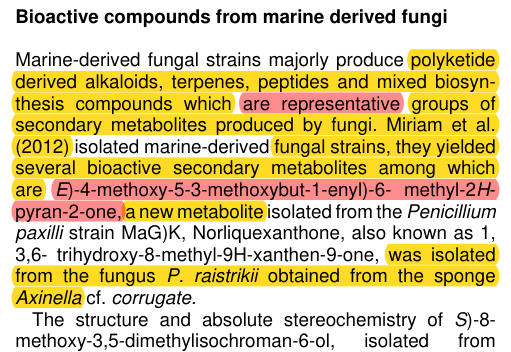 Bioactive compounds from marine derived fungi
Marine-derived fungal strains majorly produce polyketide
derived alkaloids, terpenes, peptides and mixed biosyn-
thesis compounds which are representative groups of
secondary metabolites produced by fungi. Miriam et al.
(2012) isolated marine-derived fungal strains, they yielded
several bioactive secondary metabolites among which
are E)-4-methoxy-5-3-methoxybut-1-enyl)-6- methyl-2H-
pyran-2-one, a new metabolite isolated from the Penicillium
paxilli strain MaG)K, Norliquexanthone, also known as 1,
3,6- trihydroxy-8-methyl-9H-xanthen-9-one, was isolated
from the fungus P. raistrikii obtained from the sponge
Axinella cf. corrugate.
The structure and absolute stereochemistry of S)-8-
methoxy-3,5-dimethylisochroman-6-ol, isolated from